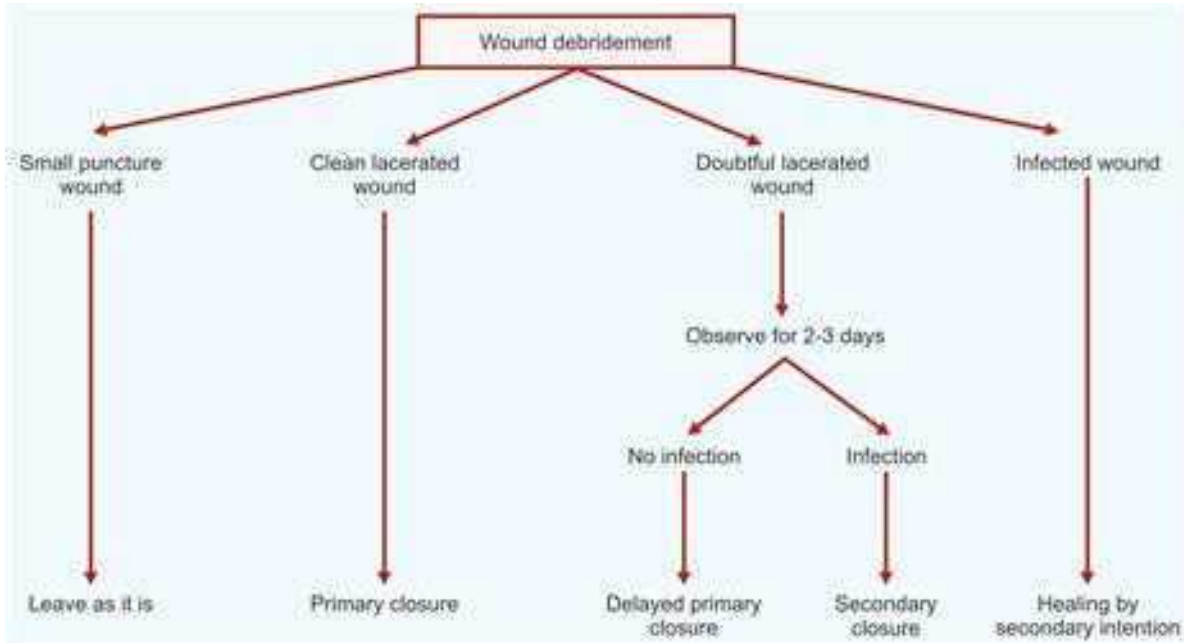 Wound debridement
Small puncture
wound
Clean lacerated
wound
Doubtful lacerated
wound
Infected wound
Observe for 2-3 days
No infection
Infection
Leave as it is
Primary closure
Delayed primary
closure
Secondary
closure
Healing by
secondary intention